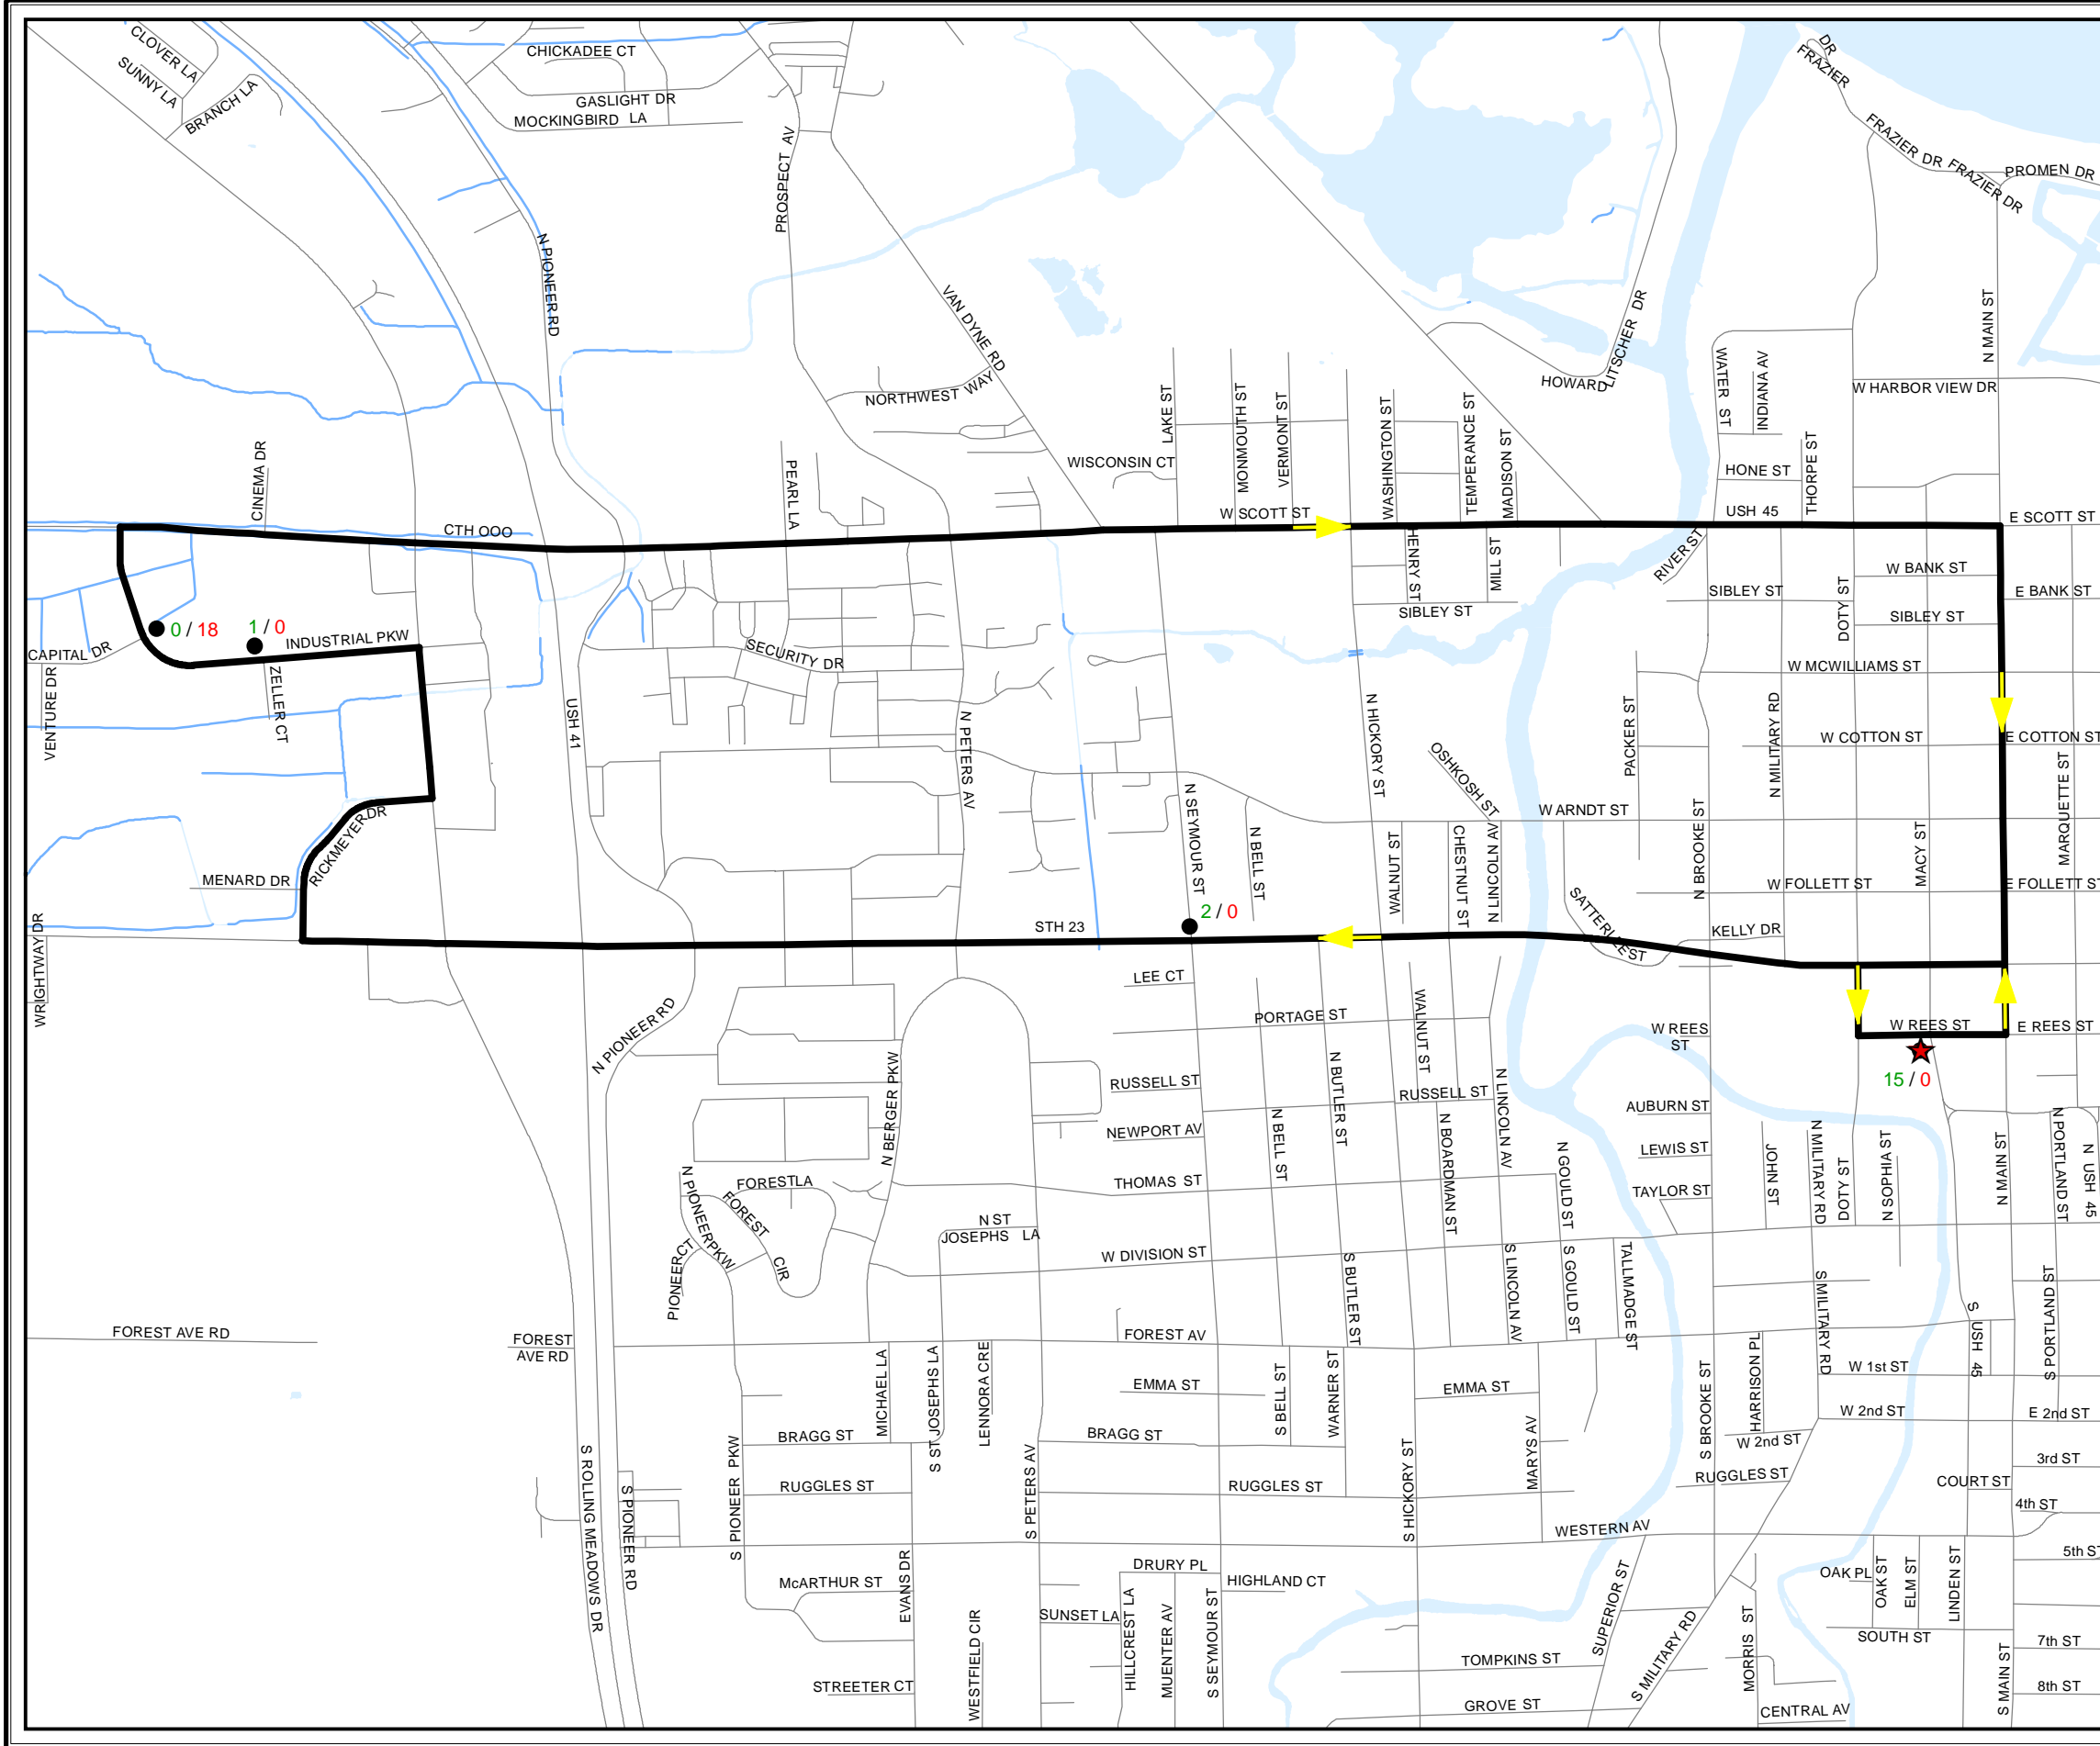 CLOVER LA
SUNNY LA
BRANCH LA
CHICKADEE CT
GASLIGHT DR
MOCKINGBIRD LA
N PIONEER RD
PROSPECT AV
VAN DYNE RD
NORTHWEST WAY
FRAZIER DR
FRAZIER DR
FRAZIER DR
PROMEN DR
N MAIN ST
HOWARD LITSCHER DR
WATER ST
INDIANA AV
W HARBOR VIEW DR
LAKE ST
MONMOUTH ST
VERMONT ST
WASHINGTON ST
TEMPERANCE ST
MADISON ST
WISCONSIN CT
HONE ST
THORPE ST
CINEMA DR
PEARL LA
CTH OOO
W SCOTT ST
USH 45
E SCOTT ST
HENRY ST
MILL ST
RIVER ST
SIBLEY ST
SIBLEY ST
W BANK ST
E BANK ST
DOTY ST
SIBLEY ST
0 / 18
1 / 0
INDUSTRIAL PKW
CAPITAL DR
VENTURE DR
ZELLER CT
SECURITY DR
USH 41
N PETERS AV
N HICKORY ST
OSHKOSH ST
PACKER ST
W MCWILLIAMS ST
N MILITARY RD
W COTTON ST
E COTTON ST
MARQUETTE ST
N SEYMOUR ST
N BELL ST
W ARNDT ST
WALNUT ST
CHESTNUT ST
N LINCOLN AV
N BROOKE ST
MACY ST
RICKMEYER DR
MENARD DR
W FOLLETT ST
E FOLLETT ST
SATTERLEE ST
KELLY DR
WRIGHTWAY DR
STH 23
2 / 0
LEE CT
PORTAGE ST
WALNUT ST
N PIONEER RD
W REES
ST
W REES ST
E REES ST
15 / 0
N BERGER PKW
RUSSELL ST
N BUTLER ST
RUSSELL ST
N LINCOLN AV
AUBURN ST
NEWPORT AV
N BELL ST
N BOARDMAN ST
N GOULD ST
LEWIS ST
JOHN ST
N MILITARY RD
DOTY ST
N SOPHIA ST
N MAIN ST
N PORTLAND ST
N USH 45
THOMAS ST
TAYLOR ST
N PIONEER PKW
FOREST LA
FOREST CIR
PIONEER CT
N ST
JOSEPHS LA
W DIVISION ST
S BUTLER ST
S LINCOLN AV
S GOULD ST
TALLMADGE ST
S MILITARY RD
S USH 45
S PORTLAND ST
FOREST AVE RD
FOREST
AVE RD
FOREST AV
MICHAEL LA
S ST JOSEPHS LA
LENNORA CRE
EMMA ST
S BELL ST
WARNER ST
EMMA ST
S BROOKE ST
HARRISON PL
W 1st ST
W 2nd ST
E 2nd ST
W 2nd ST
BRAGG ST
BRAGG ST
MARYS AV
3rd ST
S ROLLING MEADOWS DR
S PIONEER RD
S PIONEER PKW
RUGGLES ST
S PETERS AV
RUGGLES ST
S HICKORY ST
RUGGLES ST
COURT ST
4th ST
WESTERN AV
5th ST
McARTHUR ST
EVANS DR
DRURY PL
HIGHLAND CT
SUPERIOR ST
OAK PL
OAK ST
ELM ST
LINDEN ST
SUNSET LA
HILLCREST LA
MUENTER AV
S SEYMOUR ST
WESTFIELD CIR
S MILITARY RD
MORRIS ST
SOUTH ST
7th ST
TOMPKINS ST
STREETER CT
8th ST
S MAIN ST
GROVE ST
CENTRAL AV